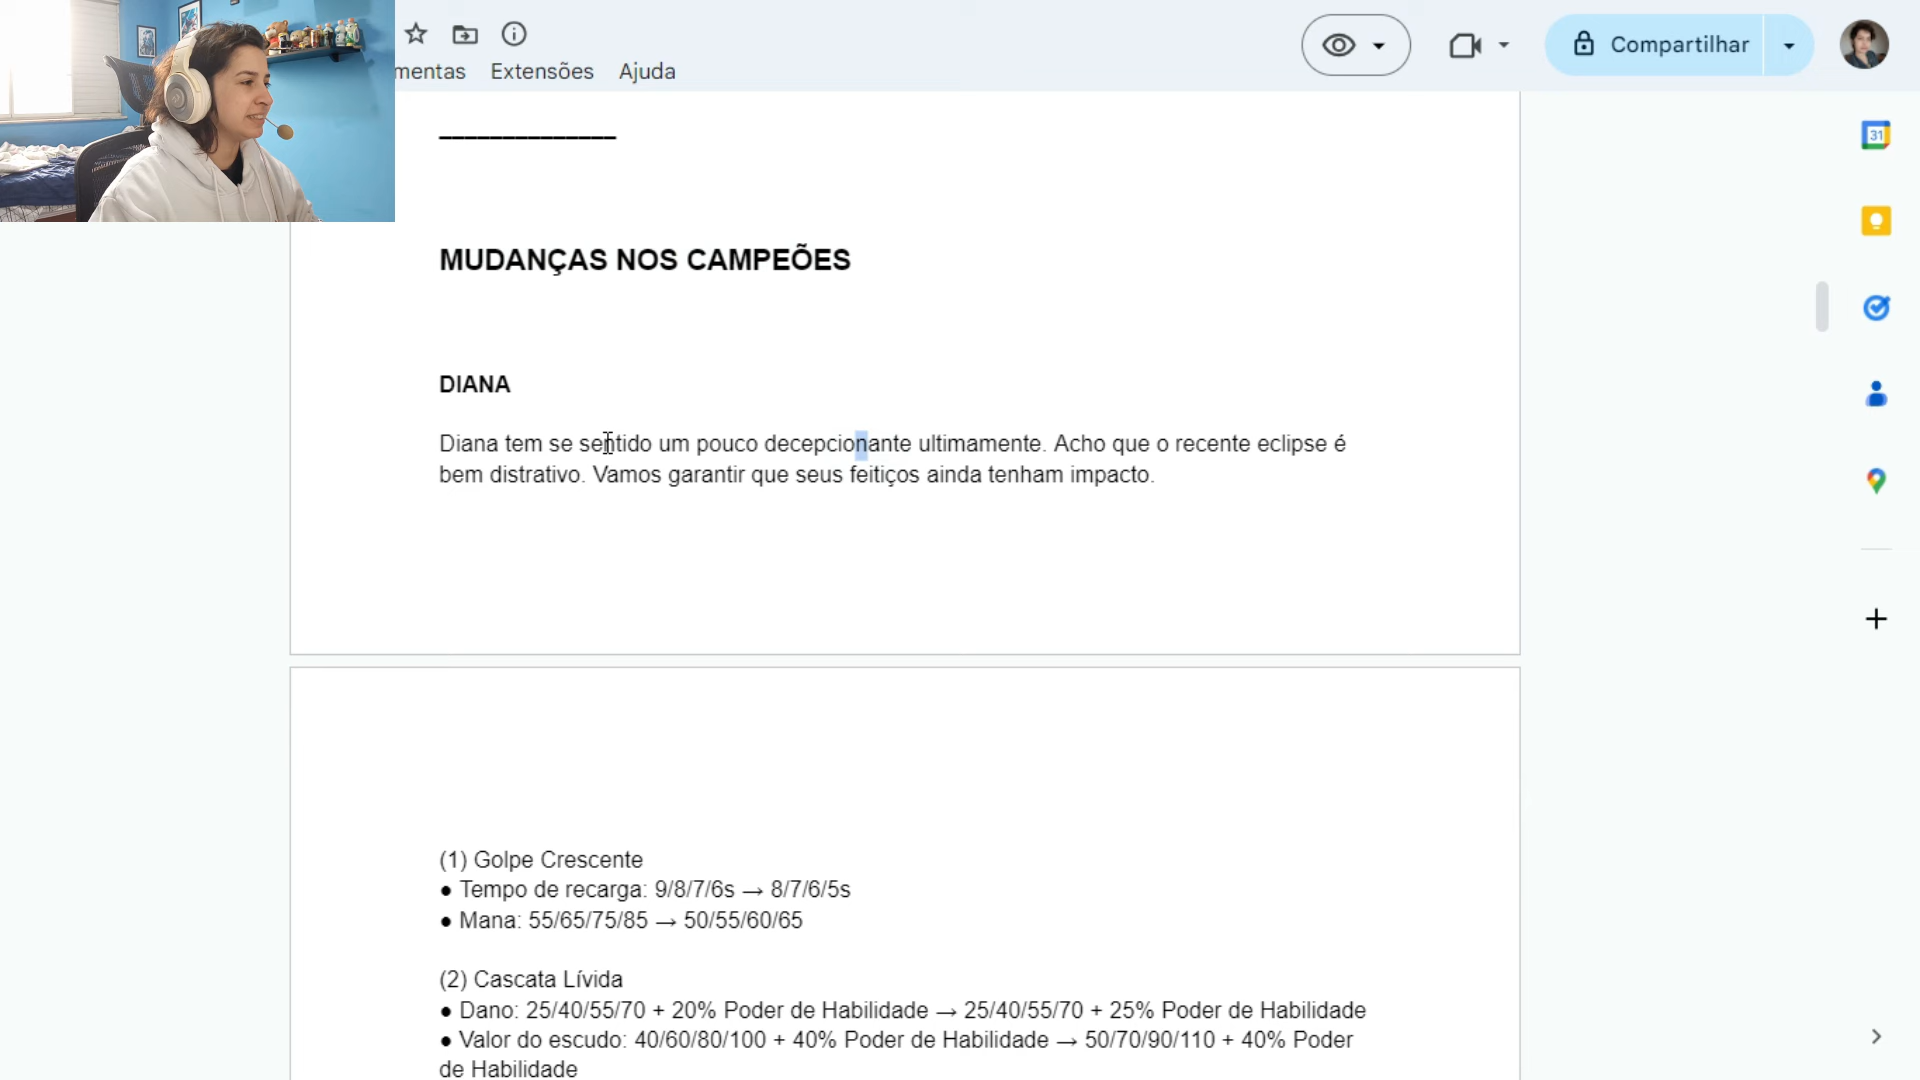 mentas Extensões Ajuda
Compartilhar
31
MUDANÇAS NOS CAMPEÕES
DIANA
Diana tem se sentido um pouco decepcionante ultimamente. Acho que o recente eclipse é
bem distrativo. Vamos garantir que seus feitiços ainda tenham impacto.
(1) Golpe Crescente
● Tempo de recarga: 9/8/7/6s → 8/7/6/5s
● Mana: 55/65/75/85 → 50/55/60/65
(2) Cascata Lívida
● Dano: 25/40/55/70 + 20% Poder de Habilidade → 25/40/55/70 + 25% Poder de Habilidade
● Valor do escudo: 40/60/80/100 + 40% Poder de Habilidade → 50/70/90/110 + 40% Poder
de Habilidade